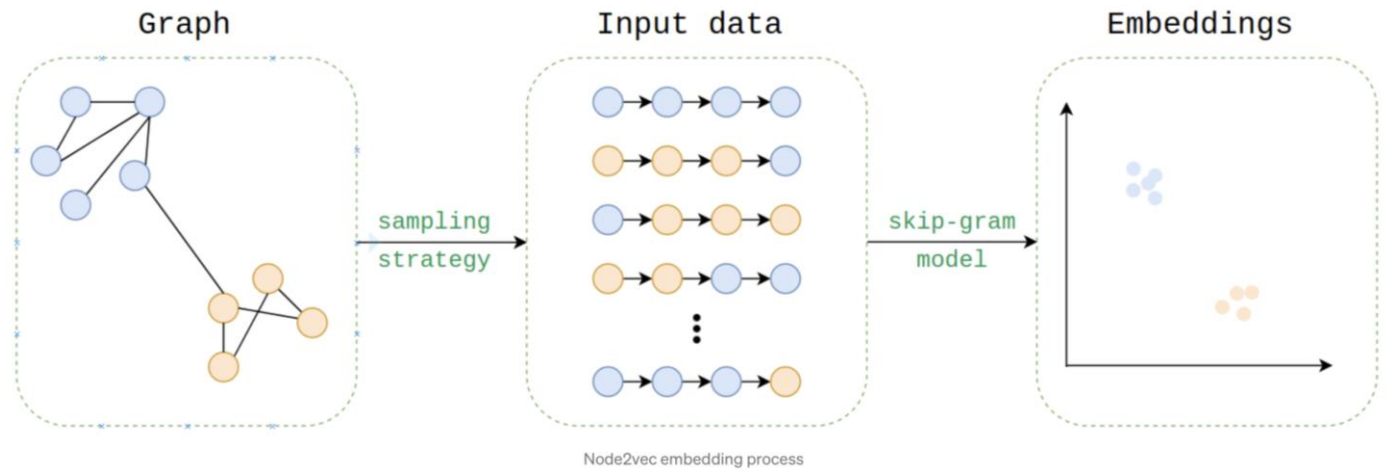 Graph
Input data
Embeddings
sampling
strategy
skip-gram
model
Node2vec embedding process